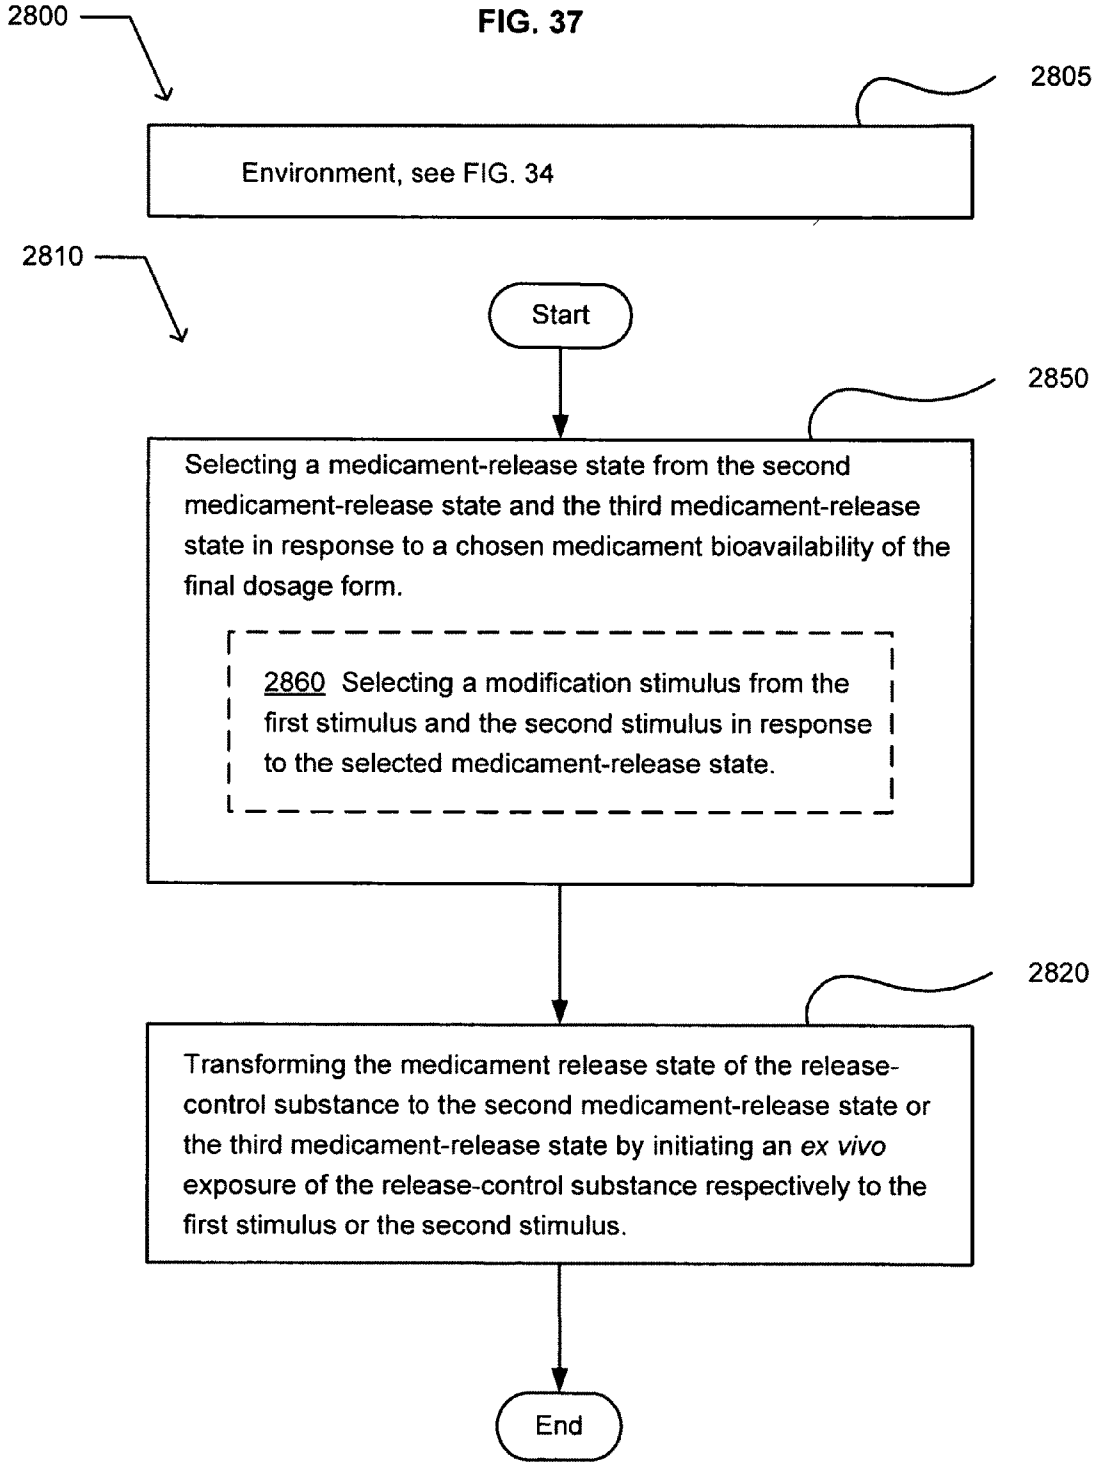 FIG. 37
2800
2805
Environment, see FIG. 34
2810
Start
2850
Selecting a medicament-release state from the second
medicament-release state and the third medicament-release
state in response to a chosen medicament bioavailability of the
final dosage form.
2860 Selecting a modification stimulus from the
first stimulus and the second stimulus in response
to the selected medicament-release state.
2820
Transforming the medicament release state of the release-
control substance to the second medicament-release state or
the third medicament-release state by initiating an ex vivo
exposure of the release-control substance respectively to the
first stimulus or the second stimulus.
End